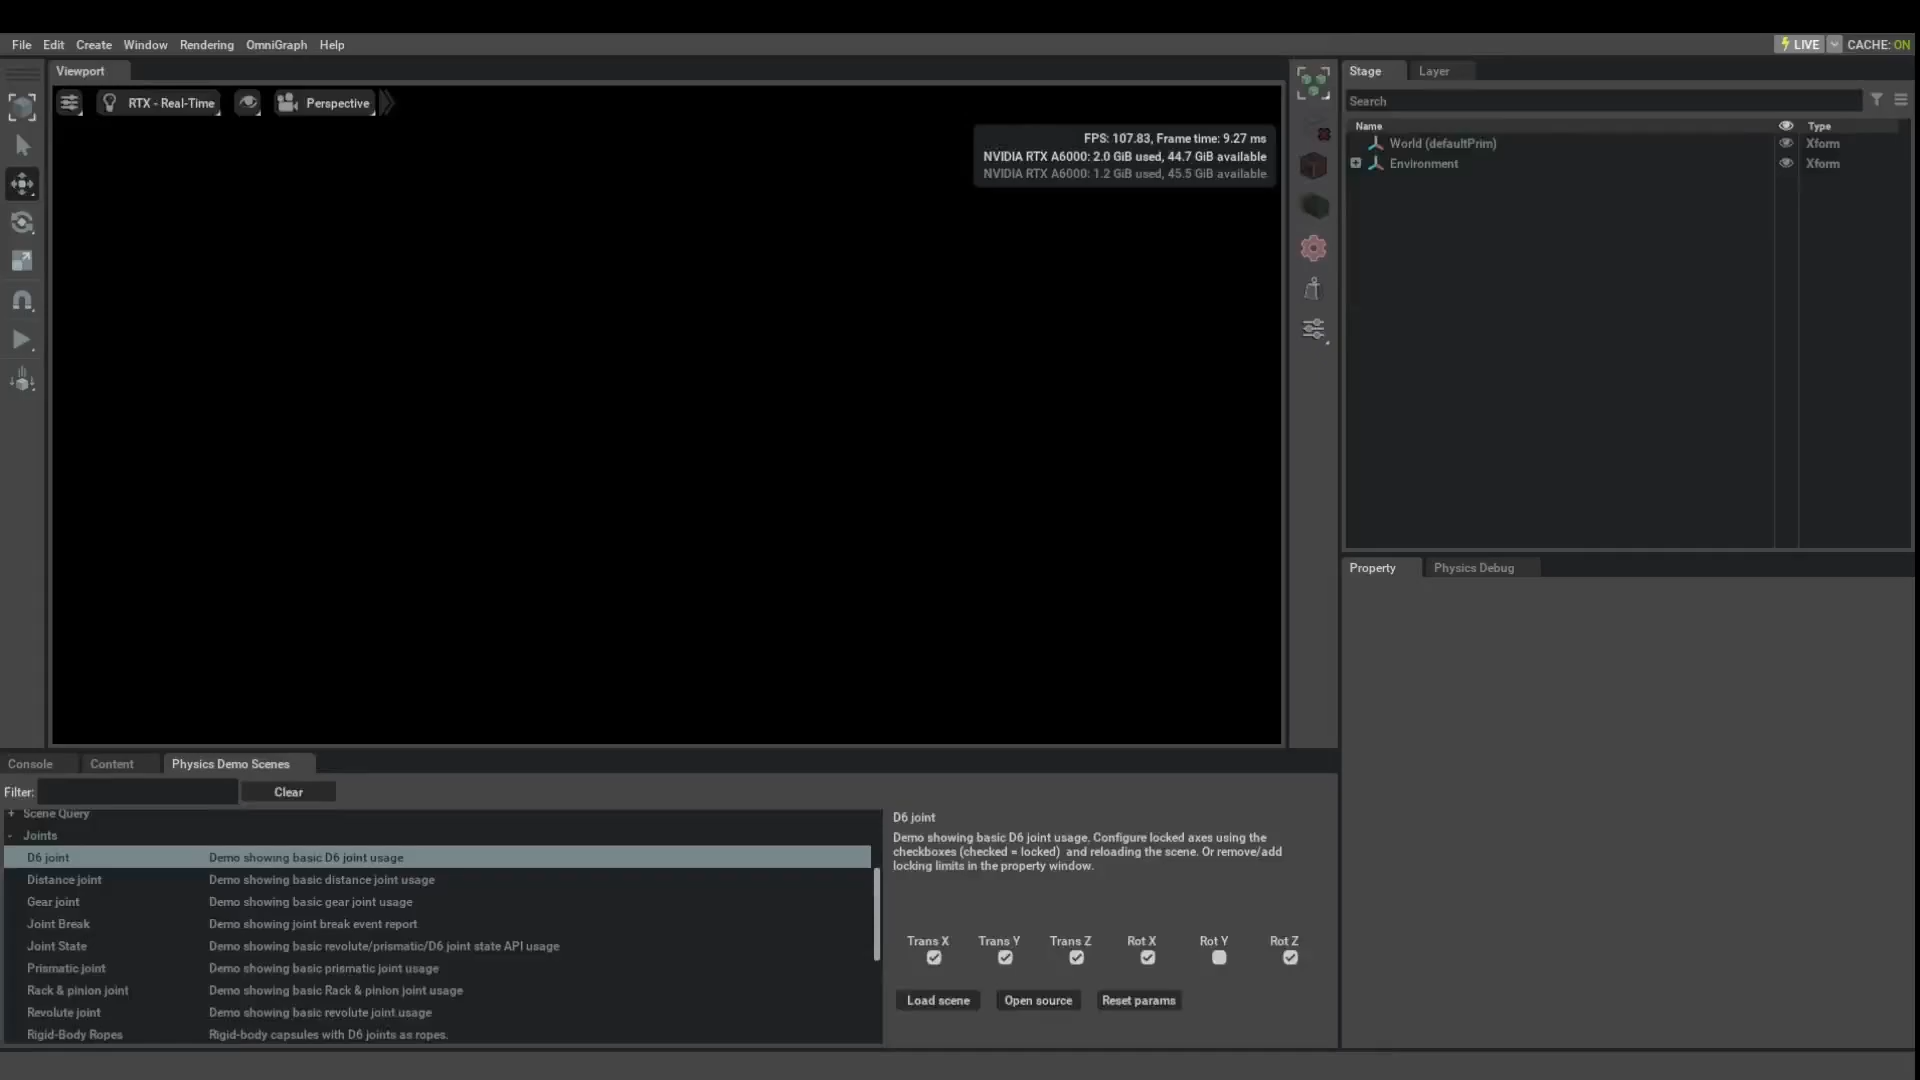 File Edit Create Window Rendering OmniGraph Help
LIVE CACHE: ON
Viewport
RTX - Real-Time Perspective
FPS: 107.83, Frame time: 9.27 ms
NVIDIA RTX A6000: 2.0 GiB used, 44.7 GiB available
NVIDIA RTX A6000: 1.2 GiB used, 45.5 GiB available
Stage Layer
Search
Name Type
World (defaultPrim) Xform
Environment Xform
Property Physics Debug
Console Content Physics Demo Scenes
Filter: Clear
+ Scene Query
- Joints
D6 joint Demo showing basic D6 joint usage
Distance joint Demo showing basic distance joint usage
Gear joint Demo showing basic gear joint usage
Joint Break Demo showing joint break event report
Joint State Demo showing basic revolute/prismatic/D6 joint state API usage
Prismatic joint Demo showing basic prismatic joint usage
Rack & pinion joint Demo showing basic Rack & pinion joint usage
Revolute joint Demo showing basic revolute joint usage
Rigid-Body Ropes Rigid-body capsules with D6 joints as ropes.
D6 joint
Demo showing basic D6 joint usage. Configure locked axes using the
checkboxes (checked = locked) and reloading the scene. Or remove/add
locking limits in the property window.
Trans X Trans Y Trans Z Rot X Rot Y Rot Z
Load scene Open source Reset params